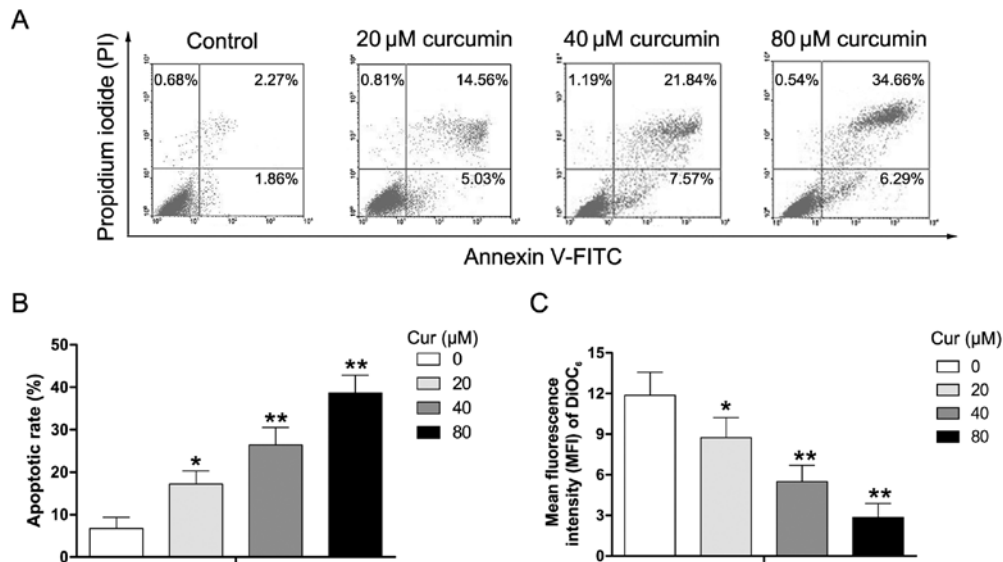 A
Control
20 µM curcumin
40 µM curcumin
80 µM curcumin
Propidium iodide (PI)
0.68% 2.27%
1.86%
0.81% 14.56%
5.03%
1.19% 21.84%
7.57%
0.54% 34.66%
6.29%
Annexin V-FITC
B
Apoptotic rate (%)
50
40
30
20
10
0
*
**
**
Cur (µM)
0
20
40
80
C
Mean fluorescence
intensity (MFI) of DiOC₆
15
12
9
6
3
0
*
**
**
Cur (µM)
0
20
40
80